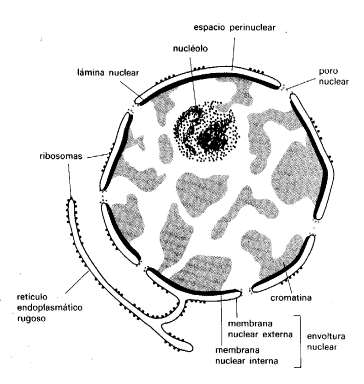 espacio perinuclear
nucléolo
lámina nuclear
poro
nuclear
ribosomas
retículo
endoplasmático
rugoso
cromatina
membrana
nuclear externa
envoltura
nuclear
membrana
nuclear interna